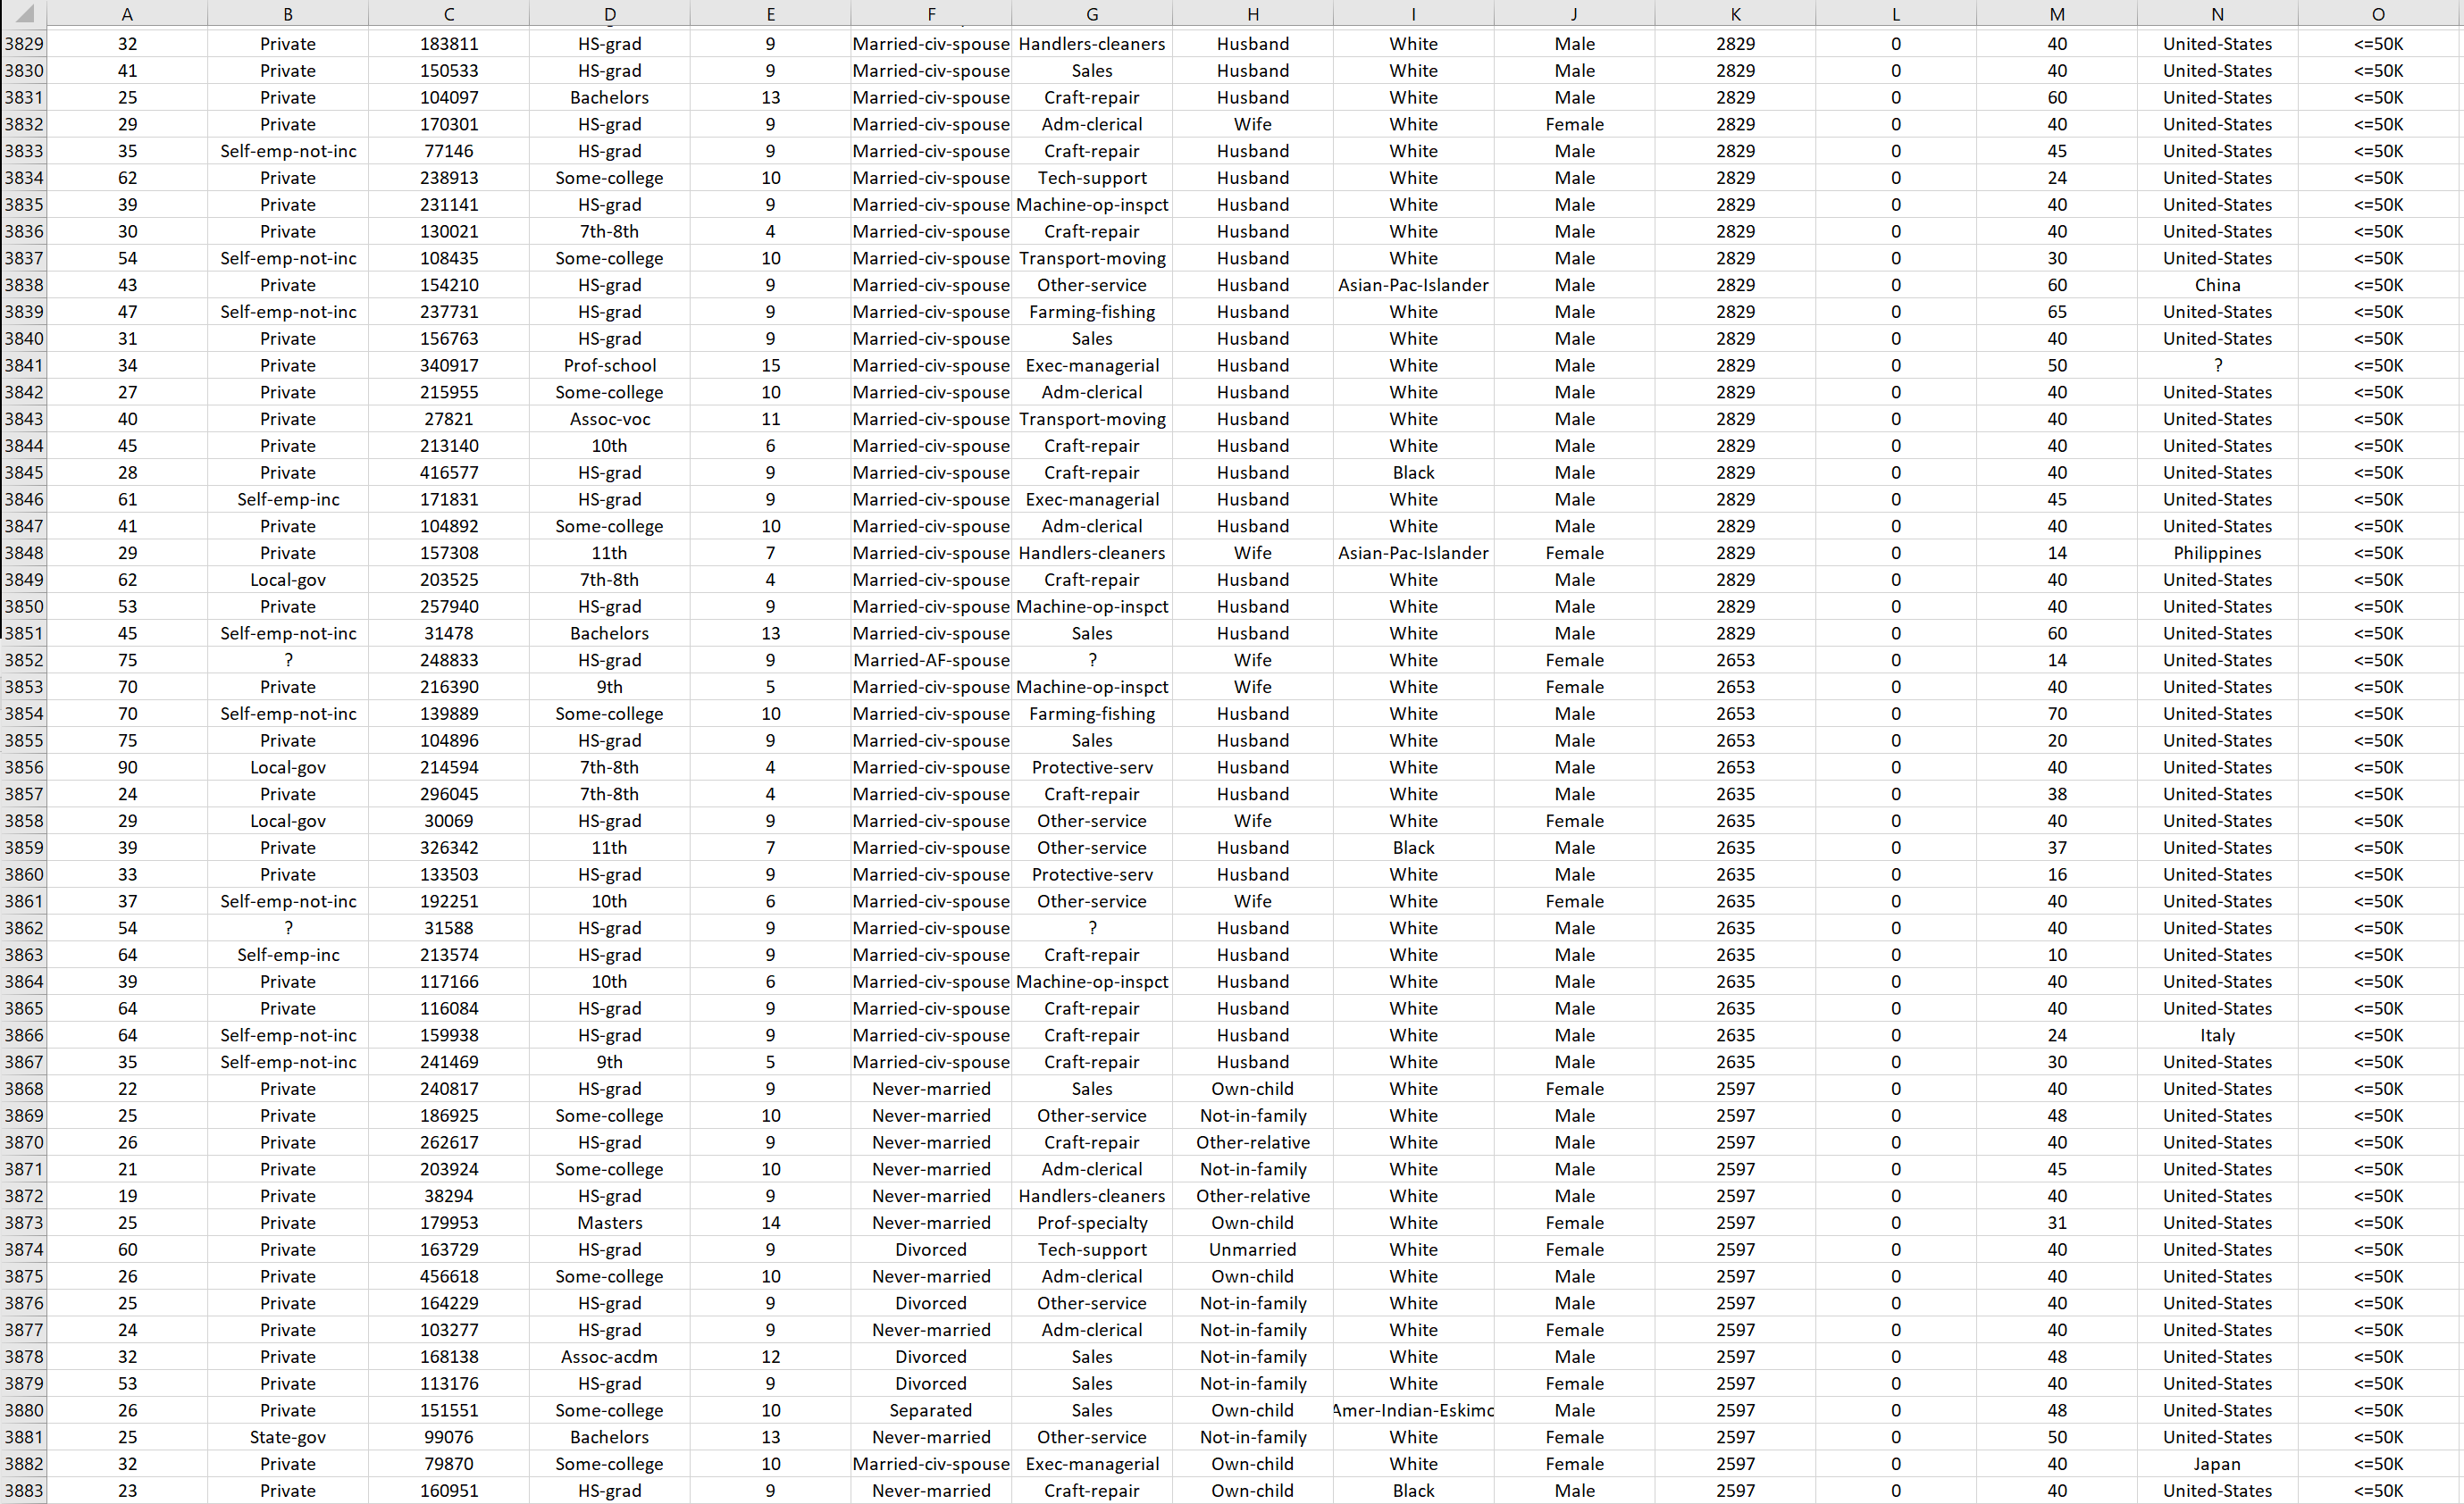 A B C D E F G H I J K L M N O
3829 32 Private 183811 HS-grad 9 Married-civ-spouse Handlers-cleaners Husband White Male 2829 0 40 United-States <=50K
3830 41 Private 150533 HS-grad 9 Married-civ-spouse Sales Husband White Male 2829 0 40 United-States <=50K
3831 25 Private 104097 Bachelors 13 Married-civ-spouse Craft-repair Husband White Male 2829 0 60 United-States <=50K
3832 29 Private 170301 HS-grad 9 Married-civ-spouse Adm-clerical Wife White Female 2829 0 40 United-States <=50K
3833 35 Self-emp-not-inc 77146 HS-grad 9 Married-civ-spouse Craft-repair Husband White Male 2829 0 45 United-States <=50K
3834 62 Private 238913 Some-college 10 Married-civ-spouse Tech-support Husband White Male 2829 0 24 United-States <=50K
3835 39 Private 231141 HS-grad 9 Married-civ-spouse Machine-op-inspct Husband White Male 2829 0 40 United-States <=50K
3836 30 Private 130021 7th-8th 4 Married-civ-spouse Craft-repair Husband White Male 2829 0 40 United-States <=50K
3837 54 Self-emp-not-inc 108435 Some-college 10 Married-civ-spouse Transport-moving Husband White Male 2829 0 30 United-States <=50K
3838 43 Private 154210 HS-grad 9 Married-civ-spouse Other-service Husband Asian-Pac-Islander Male 2829 0 60 China <=50K
3839 47 Self-emp-not-inc 237731 HS-grad 9 Married-civ-spouse Farming-fishing Husband White Male 2829 0 65 United-States <=50K
3840 31 Private 156763 HS-grad 9 Married-civ-spouse Sales Husband White Male 2829 0 40 United-States <=50K
3841 34 Private 340917 Prof-school 15 Married-civ-spouse Exec-managerial Husband White Male 2829 0 50 ? <=50K
3842 27 Private 215955 Some-college 10 Married-civ-spouse Adm-clerical Husband White Male 2829 0 40 United-States <=50K
3843 40 Private 27821 Assoc-voc 11 Married-civ-spouse Transport-moving Husband White Male 2829 0 40 United-States <=50K
3844 45 Private 213140 10th 6 Married-civ-spouse Craft-repair Husband White Male 2829 0 40 United-States <=50K
3845 28 Private 416577 HS-grad 9 Married-civ-spouse Craft-repair Husband Black Male 2829 0 40 United-States <=50K
3846 61 Self-emp-inc 171831 HS-grad 9 Married-civ-spouse Exec-managerial Husband White Male 2829 0 45 United-States <=50K
3847 41 Private 104892 Some-college 10 Married-civ-spouse Adm-clerical Husband White Male 2829 0 40 United-States <=50K
3848 29 Private 157308 11th 7 Married-civ-spouse Handlers-cleaners Wife Asian-Pac-Islander Female 2829 0 14 Philippines <=50K
3849 62 Local-gov 203525 7th-8th 4 Married-civ-spouse Craft-repair Husband White Male 2829 0 40 United-States <=50K
3850 53 Private 257940 HS-grad 9 Married-civ-spouse Machine-op-inspct Husband White Male 2829 0 40 United-States <=50K
3851 45 Self-emp-not-inc 31478 Bachelors 13 Married-civ-spouse Sales Husband White Male 2829 0 60 United-States <=50K
3852 75 ? 248833 HS-grad 9 Married-AF-spouse ? Wife White Female 2653 0 14 United-States <=50K
3853 70 Private 216390 9th 5 Married-civ-spouse Machine-op-inspct Wife White Female 2653 0 40 United-States <=50K
3854 70 Self-emp-not-inc 139889 Some-college 10 Married-civ-spouse Farming-fishing Husband White Male 2653 0 70 United-States <=50K
3855 75 Private 104896 HS-grad 9 Married-civ-spouse Sales Husband White Male 2653 0 20 United-States <=50K
3856 90 Local-gov 214594 7th-8th 4 Married-civ-spouse Protective-serv Husband White Male 2653 0 40 United-States <=50K
3857 24 Private 296045 7th-8th 4 Married-civ-spouse Craft-repair Husband White Male 2635 0 38 United-States <=50K
3858 29 Local-gov 30069 HS-grad 9 Married-civ-spouse Other-service Wife White Female 2635 0 40 United-States <=50K
3859 39 Private 326342 11th 7 Married-civ-spouse Other-service Husband Black Male 2635 0 37 United-States <=50K
3860 33 Private 133503 HS-grad 9 Married-civ-spouse Protective-serv Husband White Male 2635 0 16 United-States <=50K
3861 37 Self-emp-not-inc 192251 10th 6 Married-civ-spouse Other-service Wife White Female 2635 0 40 United-States <=50K
3862 54 ? 31588 HS-grad 9 Married-civ-spouse ? Husband White Male 2635 0 40 United-States <=50K
3863 64 Self-emp-inc 213574 HS-grad 9 Married-civ-spouse Craft-repair Husband White Male 2635 0 10 United-States <=50K
3864 39 Private 117166 10th 6 Married-civ-spouse Machine-op-inspct Husband White Male 2635 0 40 United-States <=50K
3865 64 Private 116084 HS-grad 9 Married-civ-spouse Craft-repair Husband White Male 2635 0 40 United-States <=50K
3866 64 Self-emp-not-inc 159938 HS-grad 9 Married-civ-spouse Craft-repair Husband White Male 2635 0 24 Italy <=50K
3867 35 Self-emp-not-inc 241469 9th 5 Married-civ-spouse Craft-repair Husband White Male 2635 0 30 United-States <=50K
3868 22 Private 240817 HS-grad 9 Never-married Sales Own-child White Female 2597 0 40 United-States <=50K
3869 25 Private 186925 Some-college 10 Never-married Other-service Not-in-family White Male 2597 0 48 United-States <=50K
3870 26 Private 262617 HS-grad 9 Never-married Craft-repair Other-relative White Male 2597 0 40 United-States <=50K
3871 21 Private 203924 Some-college 10 Never-married Adm-clerical Not-in-family White Male 2597 0 45 United-States <=50K
3872 19 Private 38294 HS-grad 9 Never-married Handlers-cleaners Other-relative White Male 2597 0 40 United-States <=50K
3873 25 Private 179953 Masters 14 Never-married Prof-specialty Own-child White Female 2597 0 31 United-States <=50K
3874 60 Private 163729 HS-grad 9 Divorced Tech-support Unmarried White Female 2597 0 40 United-States <=50K
3875 26 Private 456618 Some-college 10 Never-married Adm-clerical Own-child White Male 2597 0 40 United-States <=50K
3876 25 Private 164229 HS-grad 9 Divorced Other-service Not-in-family White Male 2597 0 40 United-States <=50K
3877 24 Private 103277 HS-grad 9 Never-married Adm-clerical Not-in-family White Female 2597 0 40 United-States <=50K
3878 32 Private 168138 Assoc-acdm 12 Divorced Sales Not-in-family White Male 2597 0 48 United-States <=50K
3879 53 Private 113176 HS-grad 9 Divorced Sales Not-in-family White Female 2597 0 40 United-States <=50K
3880 26 Private 151551 Some-college 10 Separated Sales Own-child Amer-Indian-Eskimo Male 2597 0 48 United-States <=50K
3881 25 State-gov 99076 Bachelors 13 Never-married Other-service Not-in-family White Female 2597 0 50 United-States <=50K
3882 32 Private 79870 Some-college 10 Married-civ-spouse Exec-managerial Own-child White Female 2597 0 40 Japan <=50K
3883 23 Private 160951 HS-grad 9 Never-married Craft-repair Own-child Black Male 2597 0 40 United-States <=50K